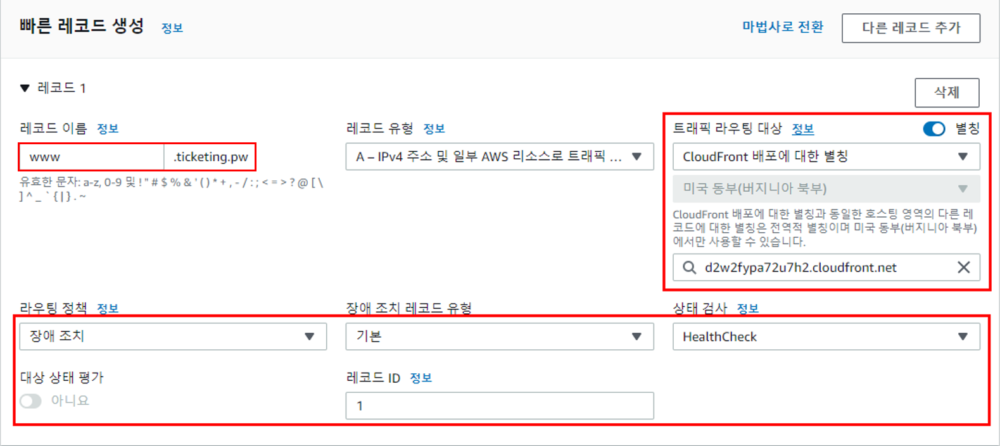 빠른 레코드 생성 정보
마법사로 전환
다른 레코드 추가
▼ 레코드 1
삭제
레코드 이름 정보
www .ticketing.pw
유효한 문자: a-z, 0-9 및 ! " # $ % & ' ( ) * + , - / : ; < = > ? @ [ \
] ^ _ ` { | } . ~
레코드 유형 정보
A – IPv4 주소 및 일부 AWS 리소스로 트래픽 ...
트래픽 라우팅 대상 정보
별칭
CloudFront 배포에 대한 별칭
미국 동부(버지니아 북부)
CloudFront 배포에 대한 별칭과 동일한 호스팅 영역의 다른 레
코드에 대한 별칭은 전역적 별칭이며 미국 동부(버지니아 북부)
에서만 사용할 수 있습니다.
d2w2fypa72u7h2.cloudfront.net
라우팅 정책 정보
장애 조치
장애 조치 레코드 유형
기본
상태 검사 정보
HealthCheck
대상 상태 평가
아니요
레코드 ID 정보
1